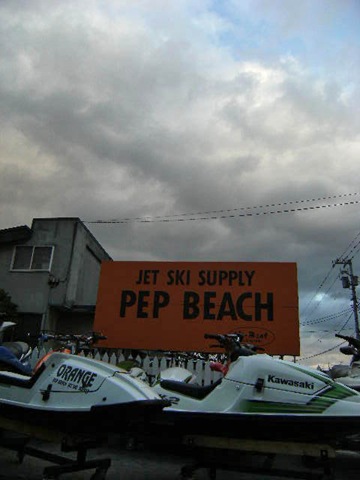 JET SKI SUPPLY
PEP BEACH
ORANGE
Kawasaki